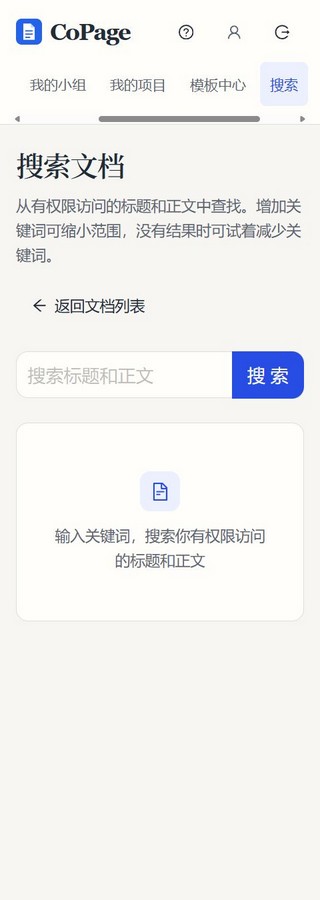 CoPage
我的小组 我的项目 模板中心 搜索
搜索文档
从有权限访问的标题和正文中查找。增加关
键词可缩小范围，没有结果时可试着减少关
键词。
← 返回文档列表
搜索标题和正文 搜 索
输入关键词，搜索你有权限访问
的标题和正文